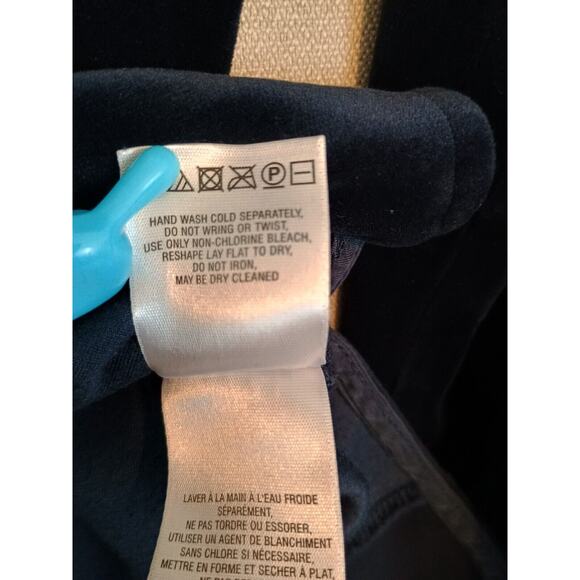 P
HAND WASH COLD SEPARATELY,
DO NOT WRING OR TWIST,
USE ONLY NON-CHLORINE BLEACH,
RESHAPE LAY FLAT TO DRY,
DO NOT IRON,
MAY BE DRY CLEANED
LAVER À LA MAIN À L'EAU FROIDE
SÉPARÉMENT,
NE PAS TORDRE OU ESSORER,
UTILISER UN AGENT DE BLANCHIMENT
SANS CHLORE SI NÉCESSAIRE,
METTRE EN FORME ET SÉCHER À PLAT,
NE PAS